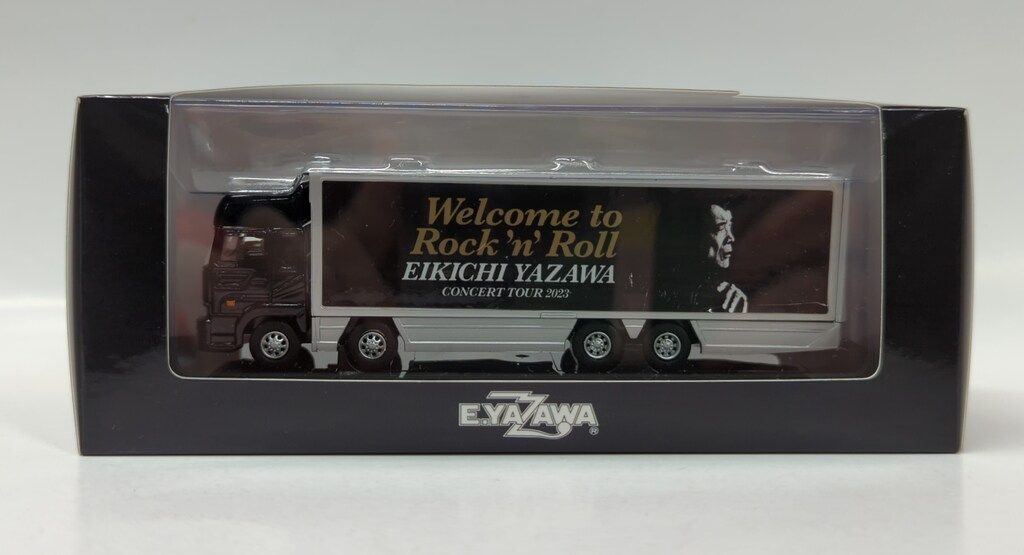 Welcome to
Rock 'n' Roll
EIKICHI YAZAWA
CONCERT TOUR 2023
E.YAZAWA®